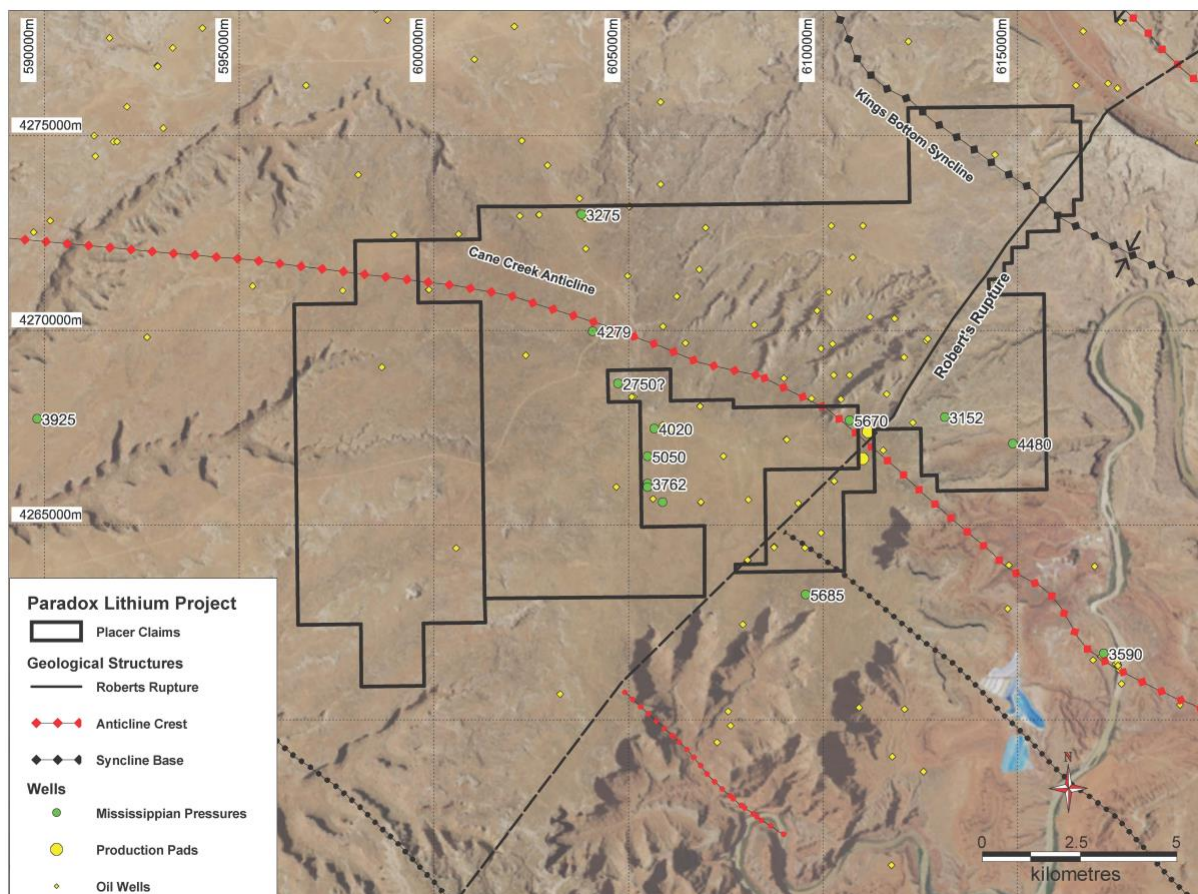 590000m
595000m
600000m
605000m
610000m
615000m
4275000m
4270000m
4265000m
Kings Bottom Syncline
Cane Creek Anticline
Robert's Rupture
3275
4279
2750?
3925
4020
5050
3762
5670
3152
4480
5685
3590
Paradox Lithium Project
Placer Claims
Geological Structures
Roberts Rupture
Anticline Crest
Syncline Base
Wells
Mississippian Pressures
Production Pads
Oil Wells
N
0 2.5 5
kilometres